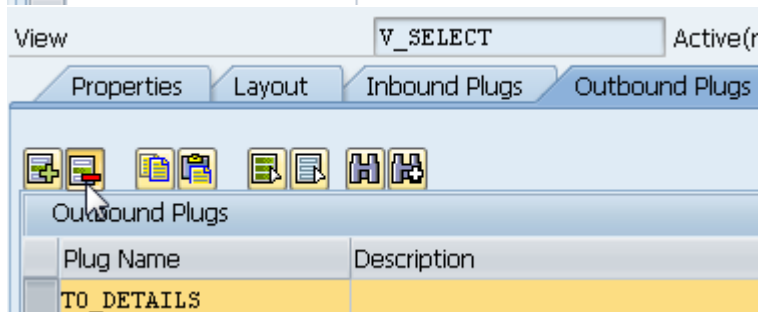 View V_SELECT Active(r
Properties Layout Inbound Plugs Outbound Plugs
Outbound Plugs
Plug Name Description
TO_DETAILS